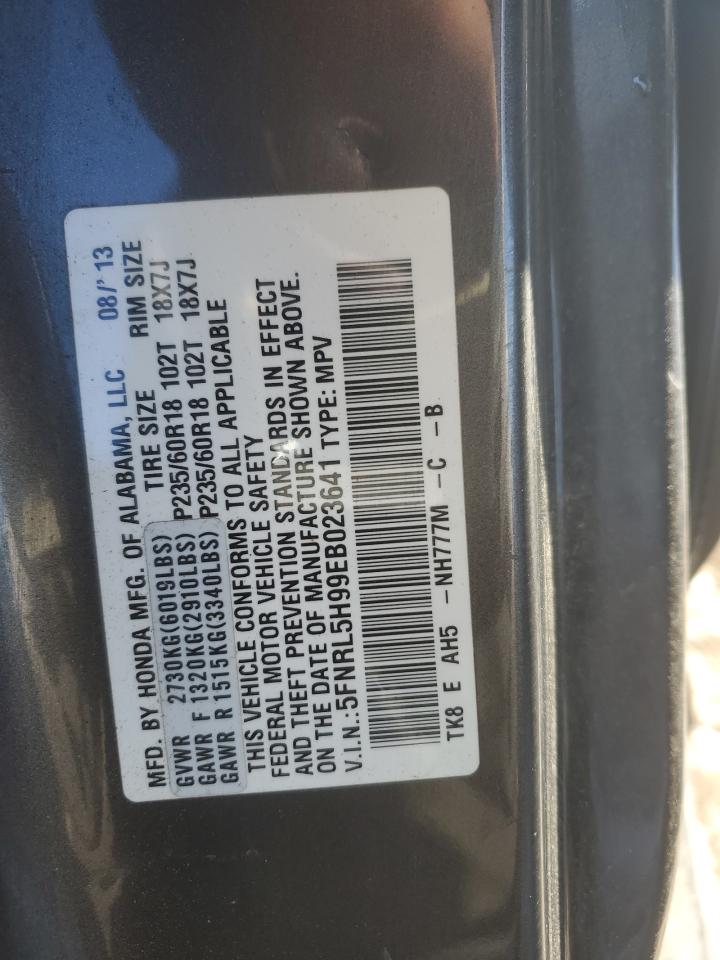 MFD. BY HONDA MFG. OF ALABAMA, LLC 08/'13
TIRE SIZE RIM SIZE
GVWR 2730KG(6019LBS)
GAWR F 1320KG(2910LBS) P235/60R18 102T 18X7J
GAWR R 1515KG(3340LBS) P235/60R18 102T 18X7J
THIS VEHICLE CONFORMS TO ALL APPLICABLE
FEDERAL MOTOR VEHICLE SAFETY
AND THEFT PREVENTION STANDARDS IN EFFECT
ON THE DATE OF MANUFACTURE SHOWN ABOVE.
V.I.N.:5FNRL5H99EB023641 TYPE: MPV
TK8 E AH5 -NH777M -C -B